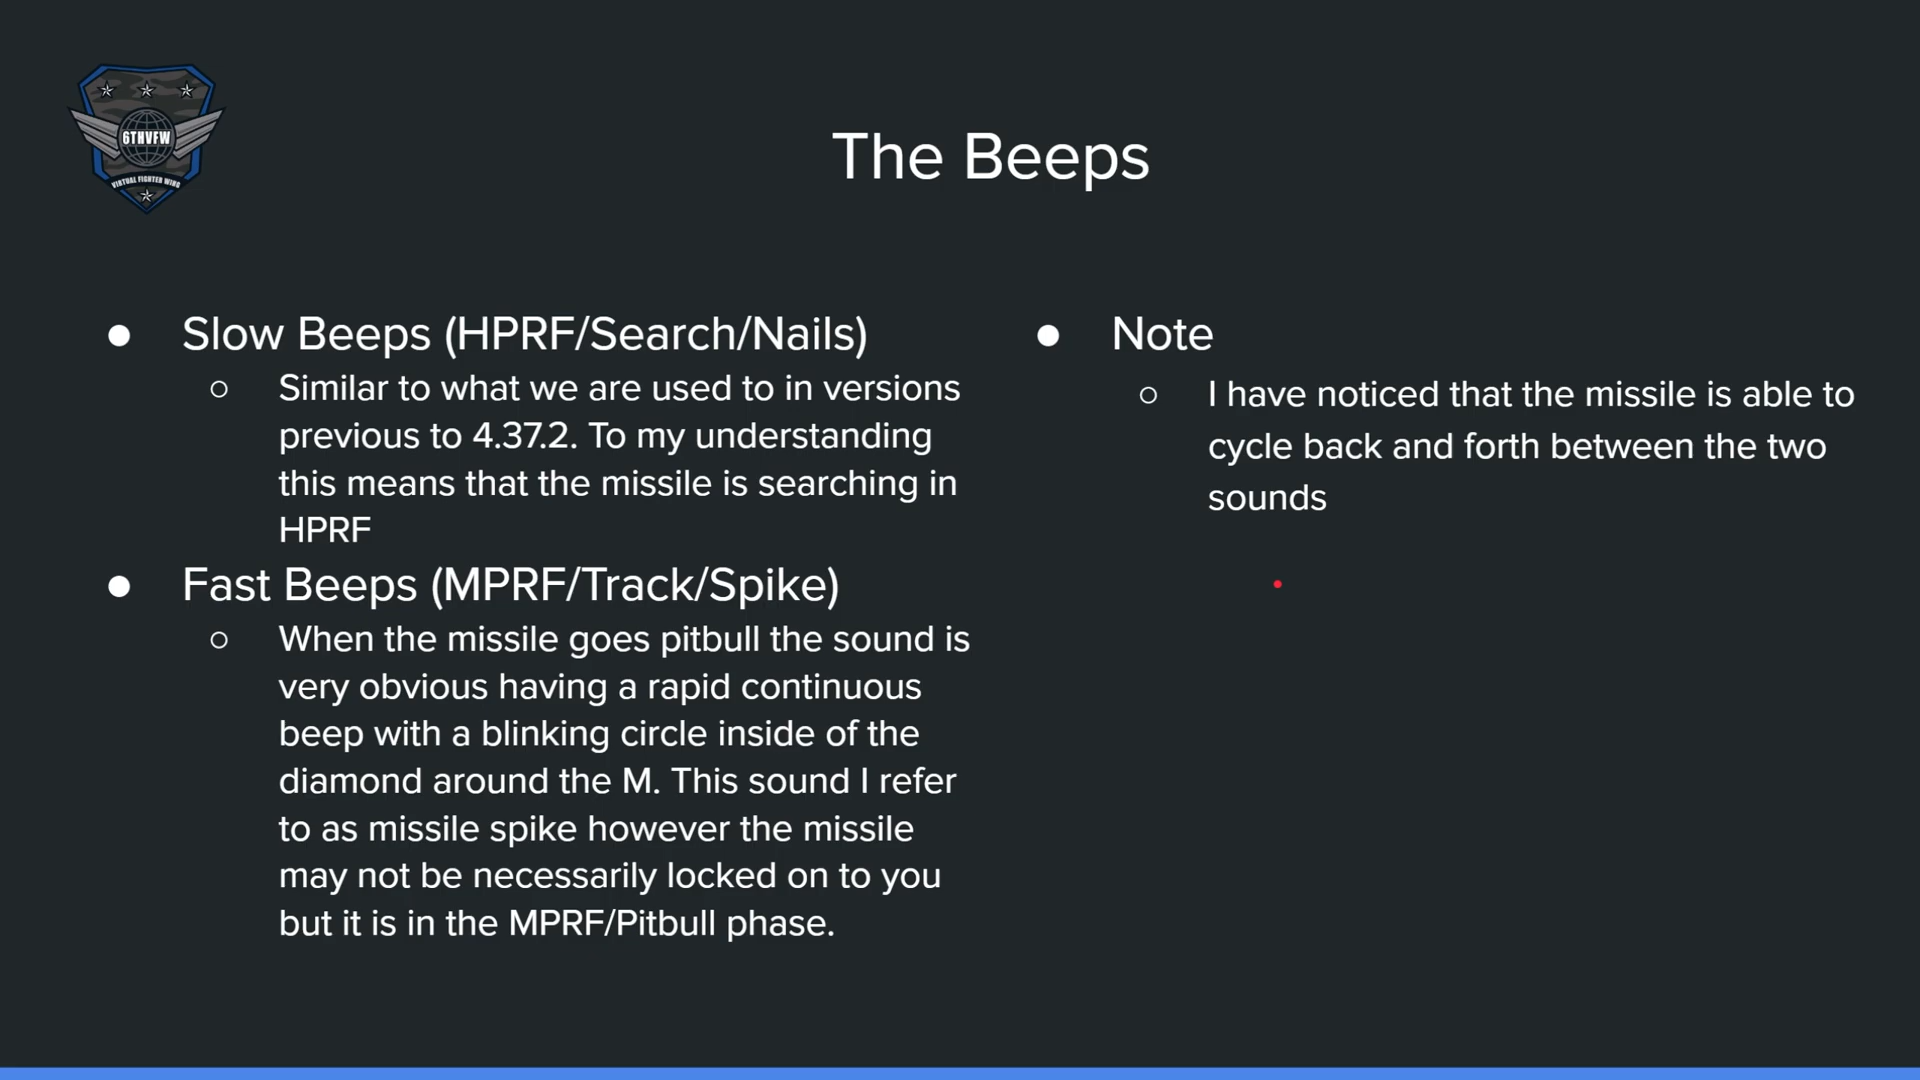 6THVFW
VIRTUAL FIGHTER WING
The Beeps
● Slow Beeps (HPRF/Search/Nails)
○ Similar to what we are used to in versions
previous to 4.37.2. To my understanding
this means that the missile is searching in
HPRF
● Fast Beeps (MPRF/Track/Spike)
○ When the missile goes pitbull the sound is
very obvious having a rapid continuous
beep with a blinking circle inside of the
diamond around the M. This sound I refer
to as missile spike however the missile
may not be necessarily locked on to you
but it is in the MPRF/Pitbull phase.
● Note
○ I have noticed that the missile is able to
cycle back and forth between the two
sounds